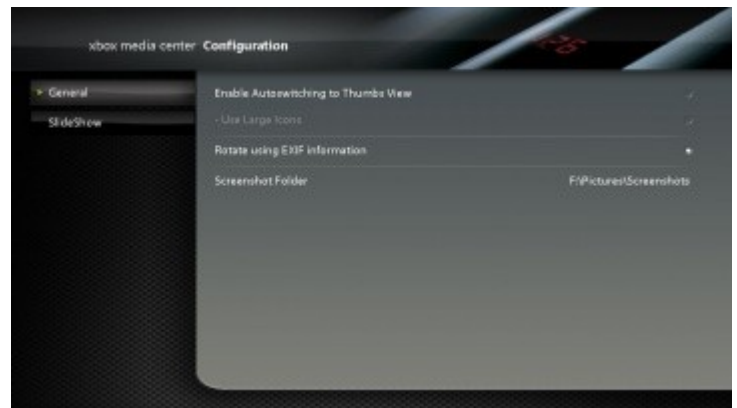 xbox media center Configuration
General
SlideShow
Enable Autoswitching to Thumbs View
- Use Large Icons
Rotate using EXIF information
Screenshot Folder F:\Pictures\Screenshots